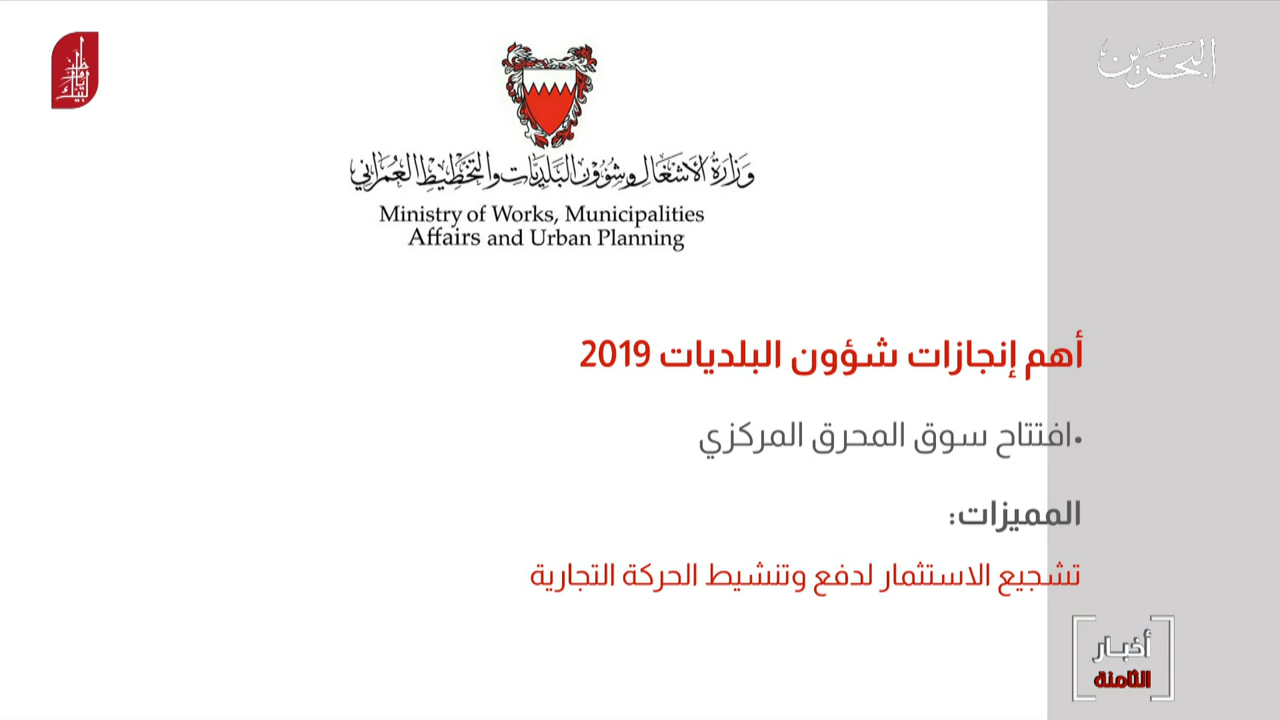 البحرين
وزارة الأشغال وشؤون البلديات والتخطيط العمراني
Ministry of Works, Municipalities
Affairs and Urban Planning
أهم إنجازات شؤون البلديات 2019
•افتتاح سوق المحرق المركزي
المميزات:
تشجيع الاستثمار لدفع وتنشيط الحركة التجارية
أخبار
الثامنة